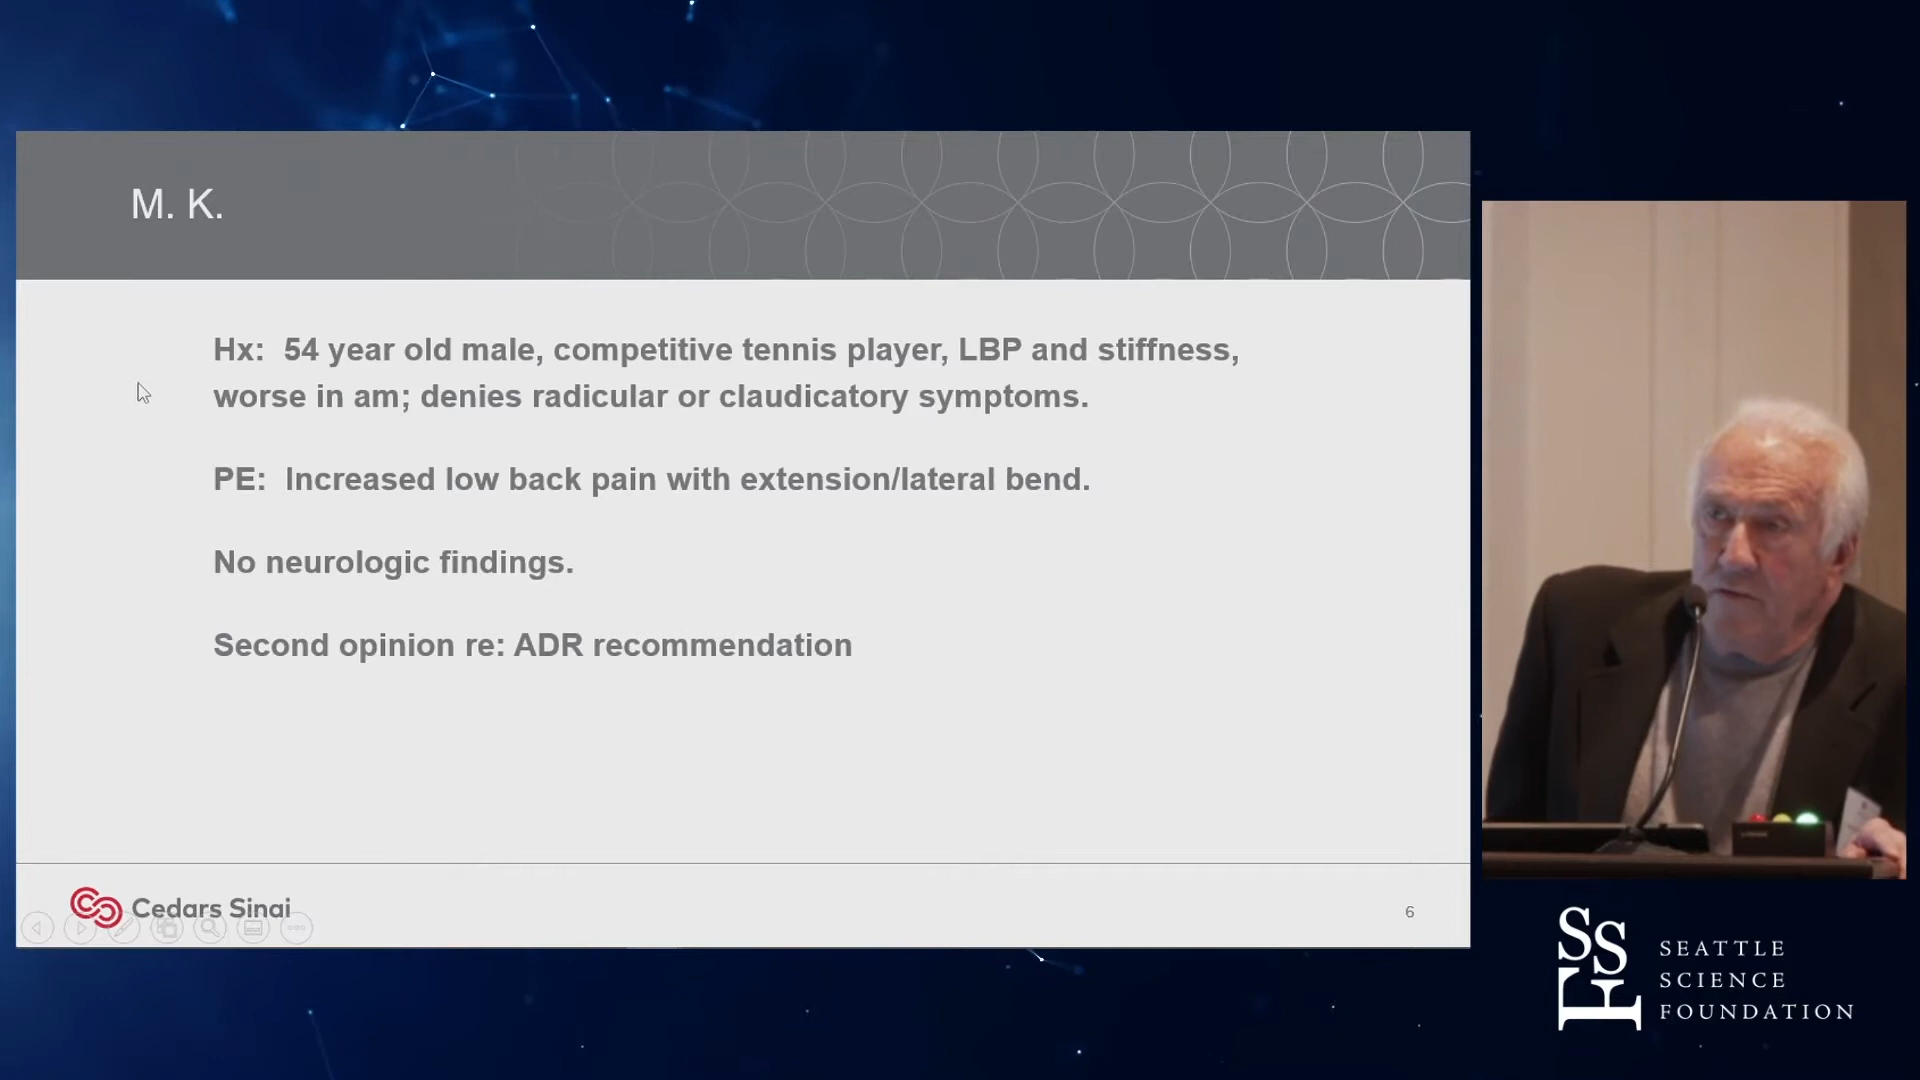 M. K.
Hx: 54 year old male, competitive tennis player, LBP and stiffness,
worse in am; denies radicular or claudicatory symptoms.
PE: Increased low back pain with extension/lateral bend.
No neurologic findings.
Second opinion re: ADR recommendation
Cedars Sinai
6
SSF
SEATTLE
SCIENCE
FOUNDATION